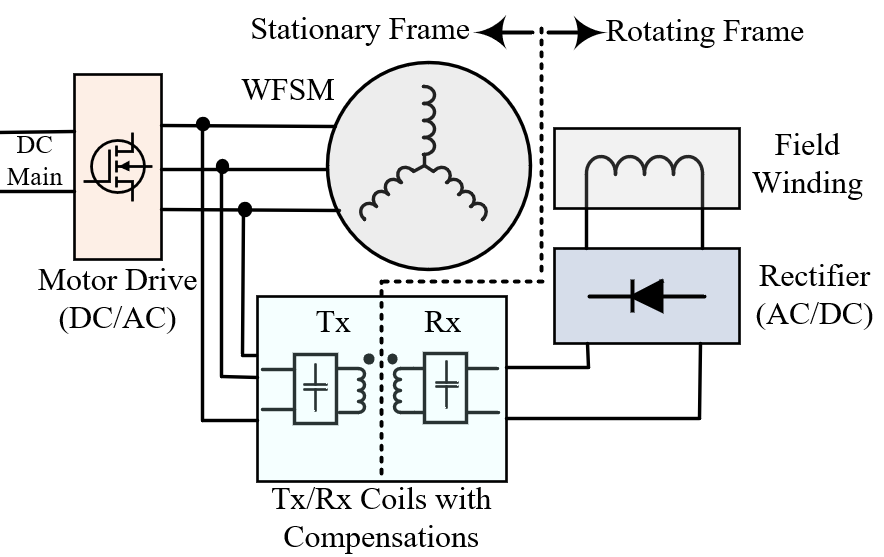 Stationary Frame
Rotating Frame
WFSM
DC
Main
Field
Winding
Motor Drive
(DC/AC)
Rectifier
(AC/DC)
Tx
Rx
Tx/Rx Coils with
Compensations